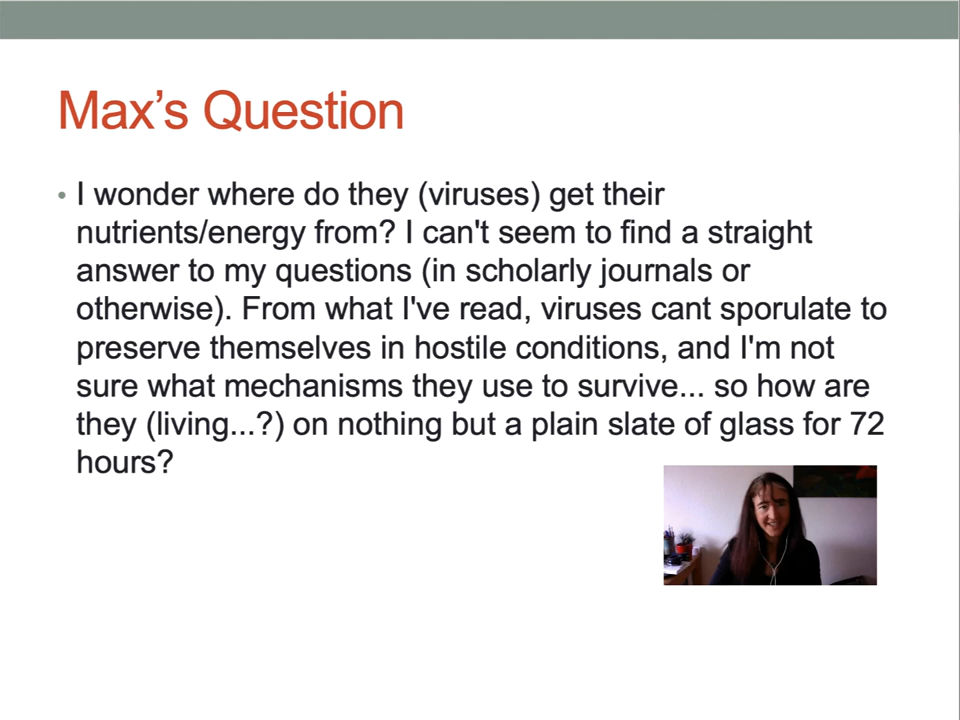 Max’s Question
• I wonder where do they (viruses) get their
nutrients/energy from? I can't seem to find a straight
answer to my questions (in scholarly journals or
otherwise). From what I've read, viruses cant sporulate to
preserve themselves in hostile conditions, and I'm not
sure what mechanisms they use to survive... so how are
they (living...?) on nothing but a plain slate of glass for 72
hours?